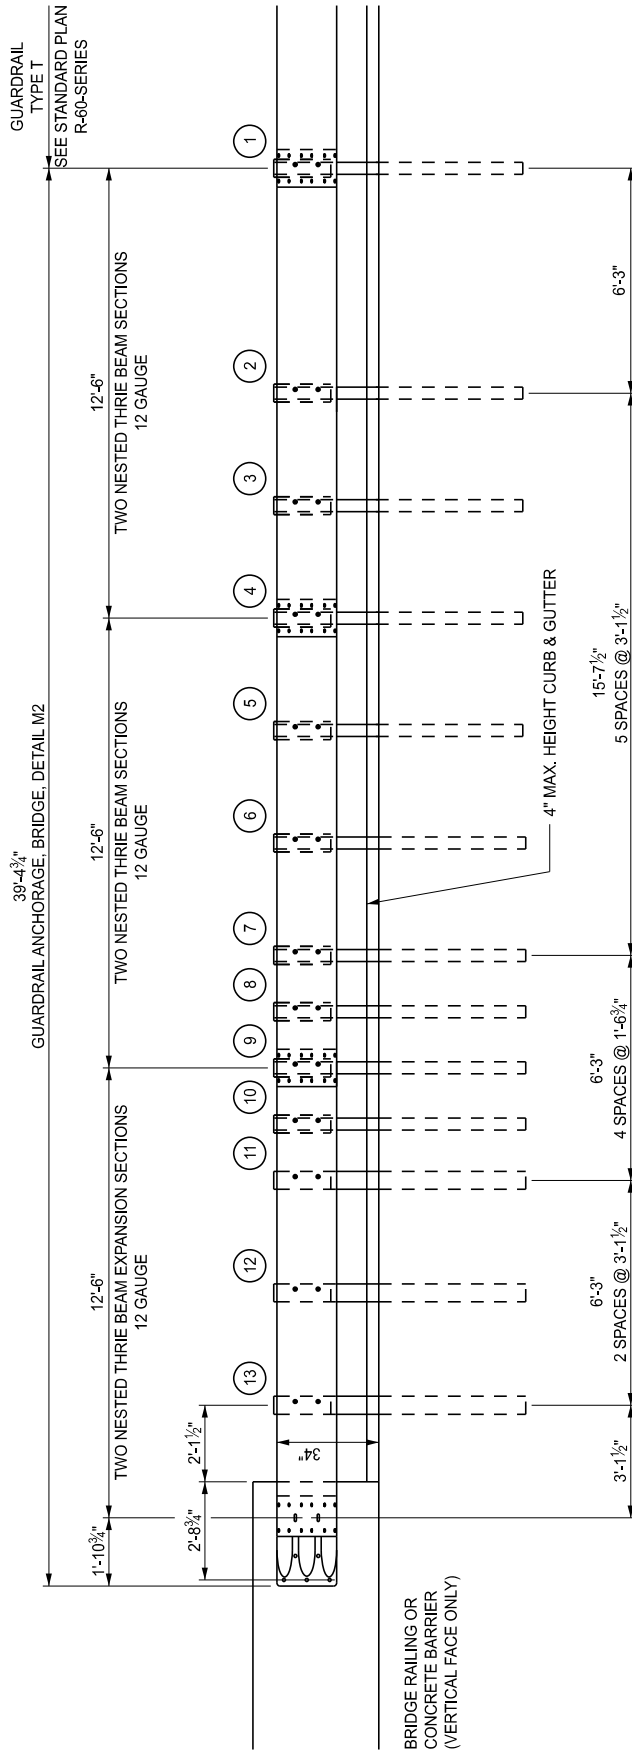 39'-4¾"
GUARDRAIL ANCHORAGE, BRIDGE, DETAIL M2
GUARDRAIL
TYPE T
SEE STANDARD PLAN
R-60-SERIES
1'-10¾"
12'-6"
TWO NESTED THRIE BEAM EXPANSION SECTIONS
12 GAUGE
12'-6"
TWO NESTED THRIE BEAM SECTIONS
12 GAUGE
12'-6"
TWO NESTED THRIE BEAM SECTIONS
12 GAUGE
2'-8¾"
2'-1½"
13
12
11
10
9
8
7
6
5
4
3
2
1
34"
BRIDGE RAILING OR
CONCRETE BARRIER
(VERTICAL FACE ONLY)
4" MAX. HEIGHT CURB & GUTTER
3'-1½"
6'-3"
2 SPACES @ 3'-1½"
6'-3"
4 SPACES @ 1'-6¾"
15'-7½"
5 SPACES @ 3'-1½"
6'-3"